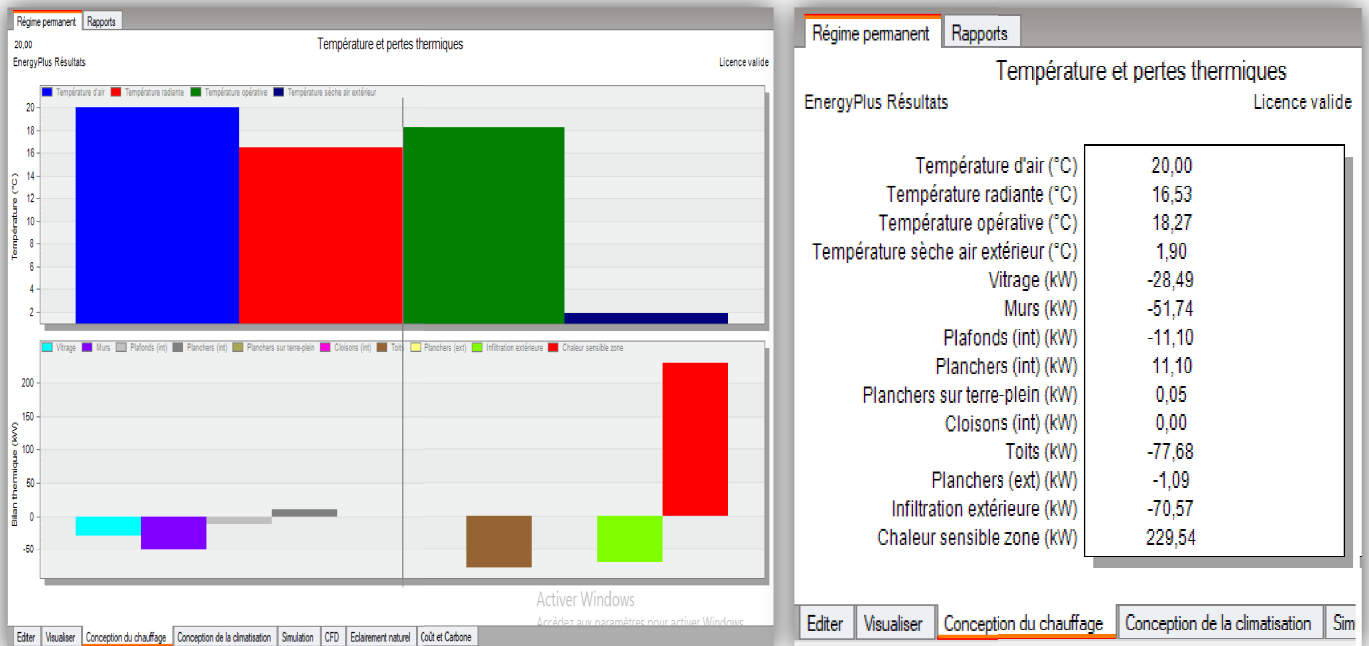 Régime permanent Rapports
20,00
Température et pertes thermiques
EnergyPlus Résultats Licence valide
Température d'air Température radiante Température opérative Température sèche air extérieur
Température (°C)
20
18
16
14
12
10
8
6
4
2
Vitrage Murs Plafonds (int) Planchers (int) Planchers sur terre-plein Cloisons (int) Toits Planchers (ext) Infiltration extérieure Chaleur sensible zone
Bilan thermique (kW)
200
150
100
50
0
-50
Activer Windows
Accédez aux paramètres pour activer Windows.
Editer Visualiser Conception du chauffage Conception de la climatisation Simulation CFD Eclairement naturel Coût et Carbone
Régime permanent Rapports
Température et pertes thermiques
EnergyPlus Résultats Licence valide
Température d'air (°C) 20,00
Température radiante (°C) 16,53
Température opérative (°C) 18,27
Température sèche air extérieur (°C) 1,90
Vitrage (kW) -28,49
Murs (kW) -51,74
Plafonds (int) (kW) -11,10
Planchers (int) (kW) 11,10
Planchers sur terre-plein (kW) 0,05
Cloisons (int) (kW) 0,00
Toits (kW) -77,68
Planchers (ext) (kW) -1,09
Infiltration extérieure (kW) -70,57
Chaleur sensible zone (kW) 229,54
Editer Visualiser Conception du chauffage Conception de la climatisation Sim